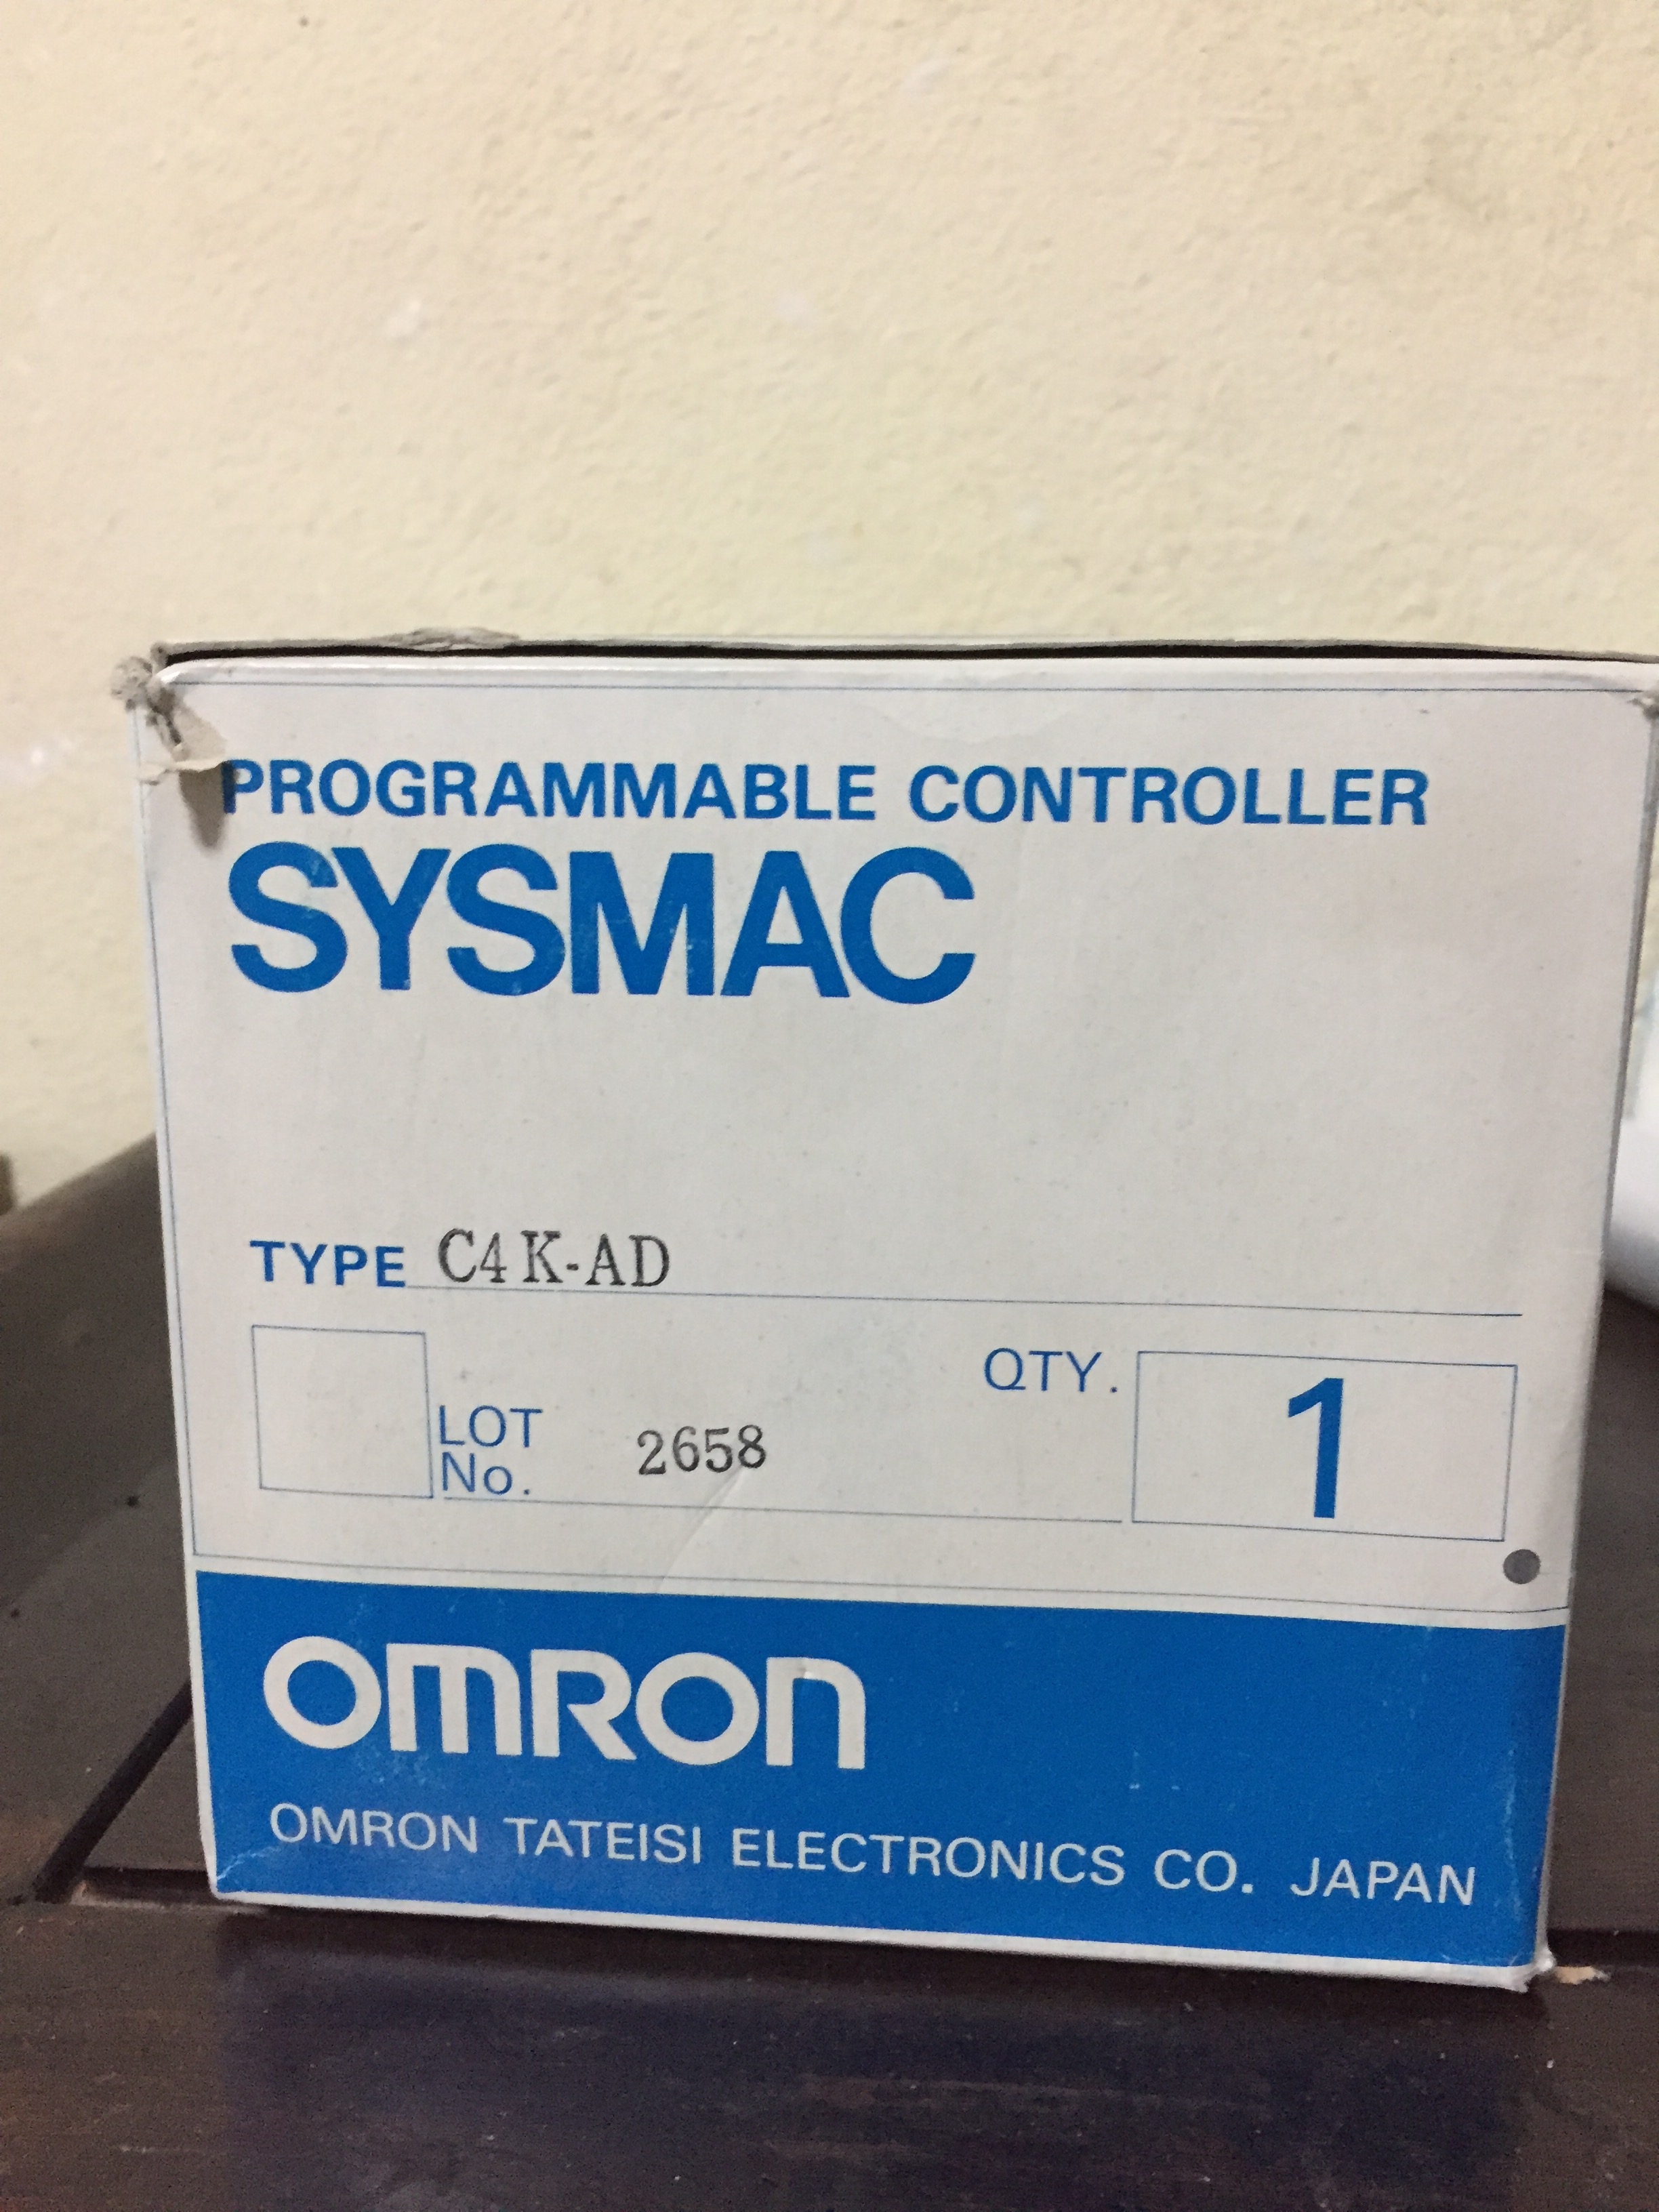 PROGRAMMABLE CONTROLLER
SYSMAC
TYPE C4K-AD
LOT No. 2658
QTY. 1
OMRON
OMRON TATEISI ELECTRONICS CO. JAPAN